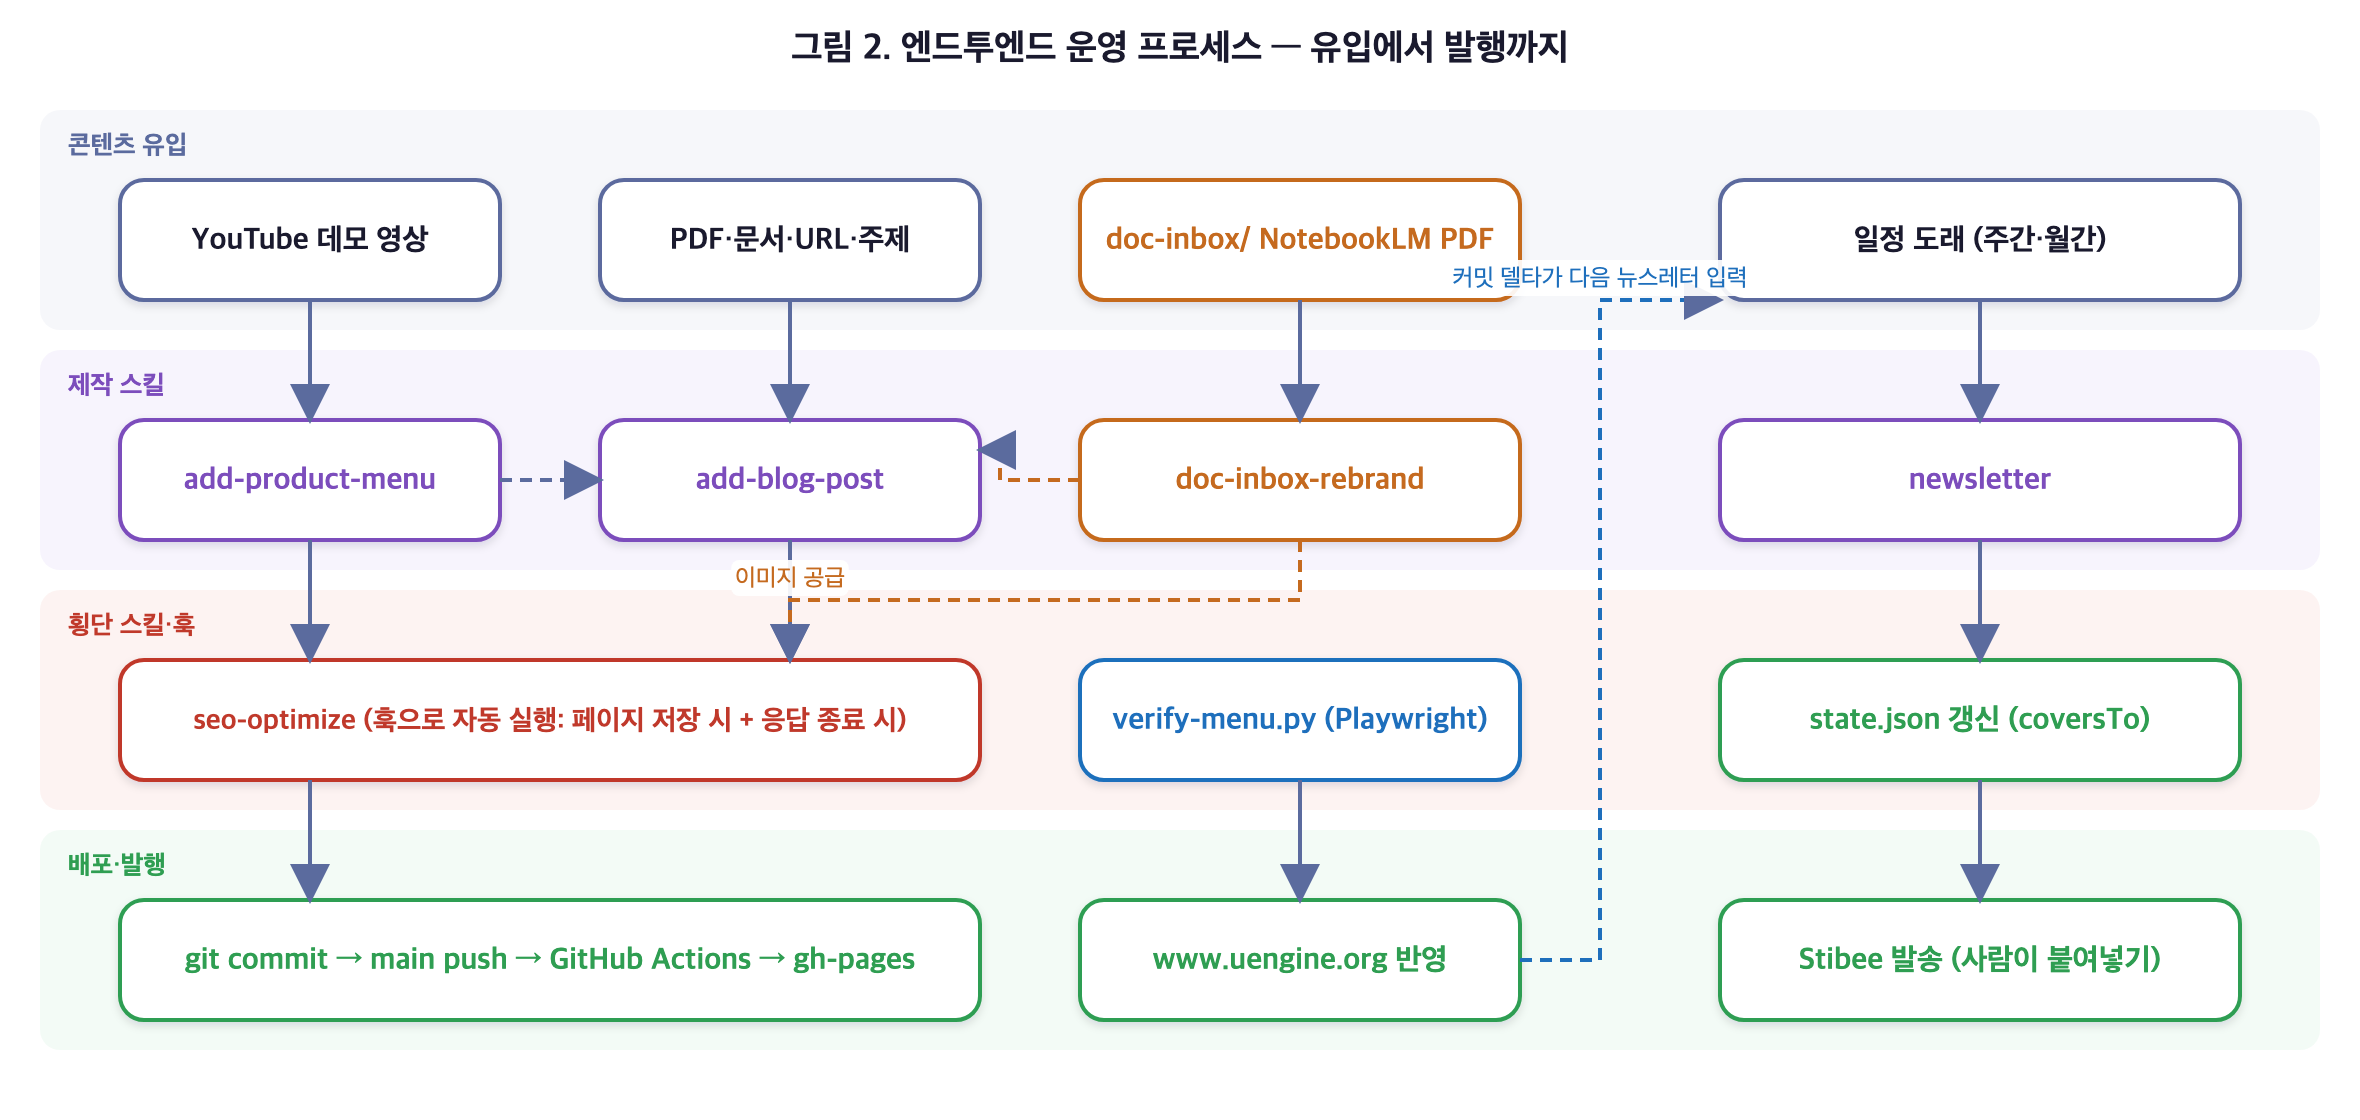 그림 2. 엔드투엔드 운영 프로세스 — 유입에서 발행까지
콘텐츠 유입
YouTube 데모 영상
PDF·문서·URL·주제
doc-inbox/ NotebookLM PDF
일정 도래 (주간·월간)
커밋 델타가 다음 뉴스레터 입력
제작 스킬
add-product-menu
add-blog-post
doc-inbox-rebrand
newsletter
이미지 공급
횡단 스킬·훅
seo-optimize (훅으로 자동 실행: 페이지 저장 시 + 응답 종료 시)
verify-menu.py (Playwright)
state.json 갱신 (coversTo)
배포·발행
git commit → main push → GitHub Actions → gh-pages
www.uengine.org 반영
Stibee 발송 (사람이 붙여넣기)